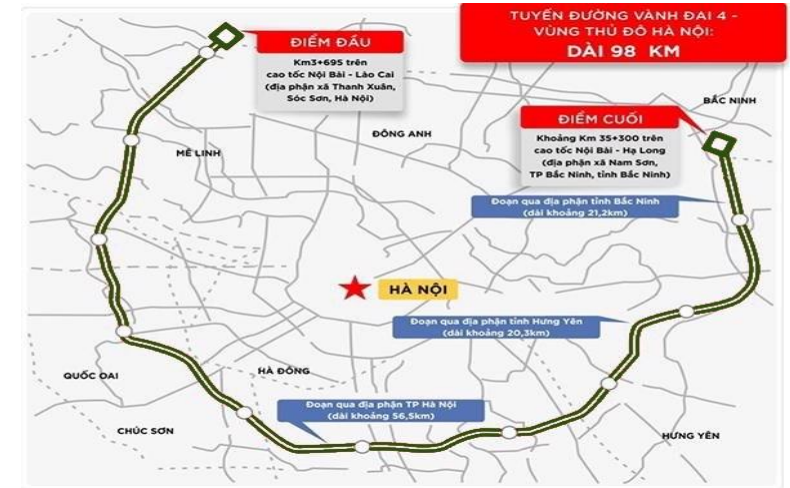 TUYẾN ĐƯỜNG VÀNH ĐAI 4 -
VÙNG THỦ ĐÔ HÀ NỘI:
DÀI 98 KM
ĐIỂM ĐẦU
Km3+695 trên
cao tốc Nội Bài - Lào Cai
(địa phận xã Thanh Xuân,
Sóc Sơn, Hà Nội)
BẮC NINH
ĐIỂM CUỐI
Khoảng Km 35+300 trên
cao tốc Nội Bài - Hạ Long
(địa phận xã Nam Sơn,
TP Bắc Ninh, tỉnh Bắc Ninh)
ĐÔNG ANH
MÊ LINH
Đoạn qua địa phận tỉnh Bắc Ninh
(dài khoảng 21,2km)
HÀ NỘI
Đoạn qua địa phận tỉnh Hưng Yên
(dài khoảng 20,3km)
QUỐC OAI
HÀ ĐÔNG
Đoạn qua địa phận TP Hà Nội
(dài khoảng 56,5km)
CHÚC SƠN
HƯNG YÊN